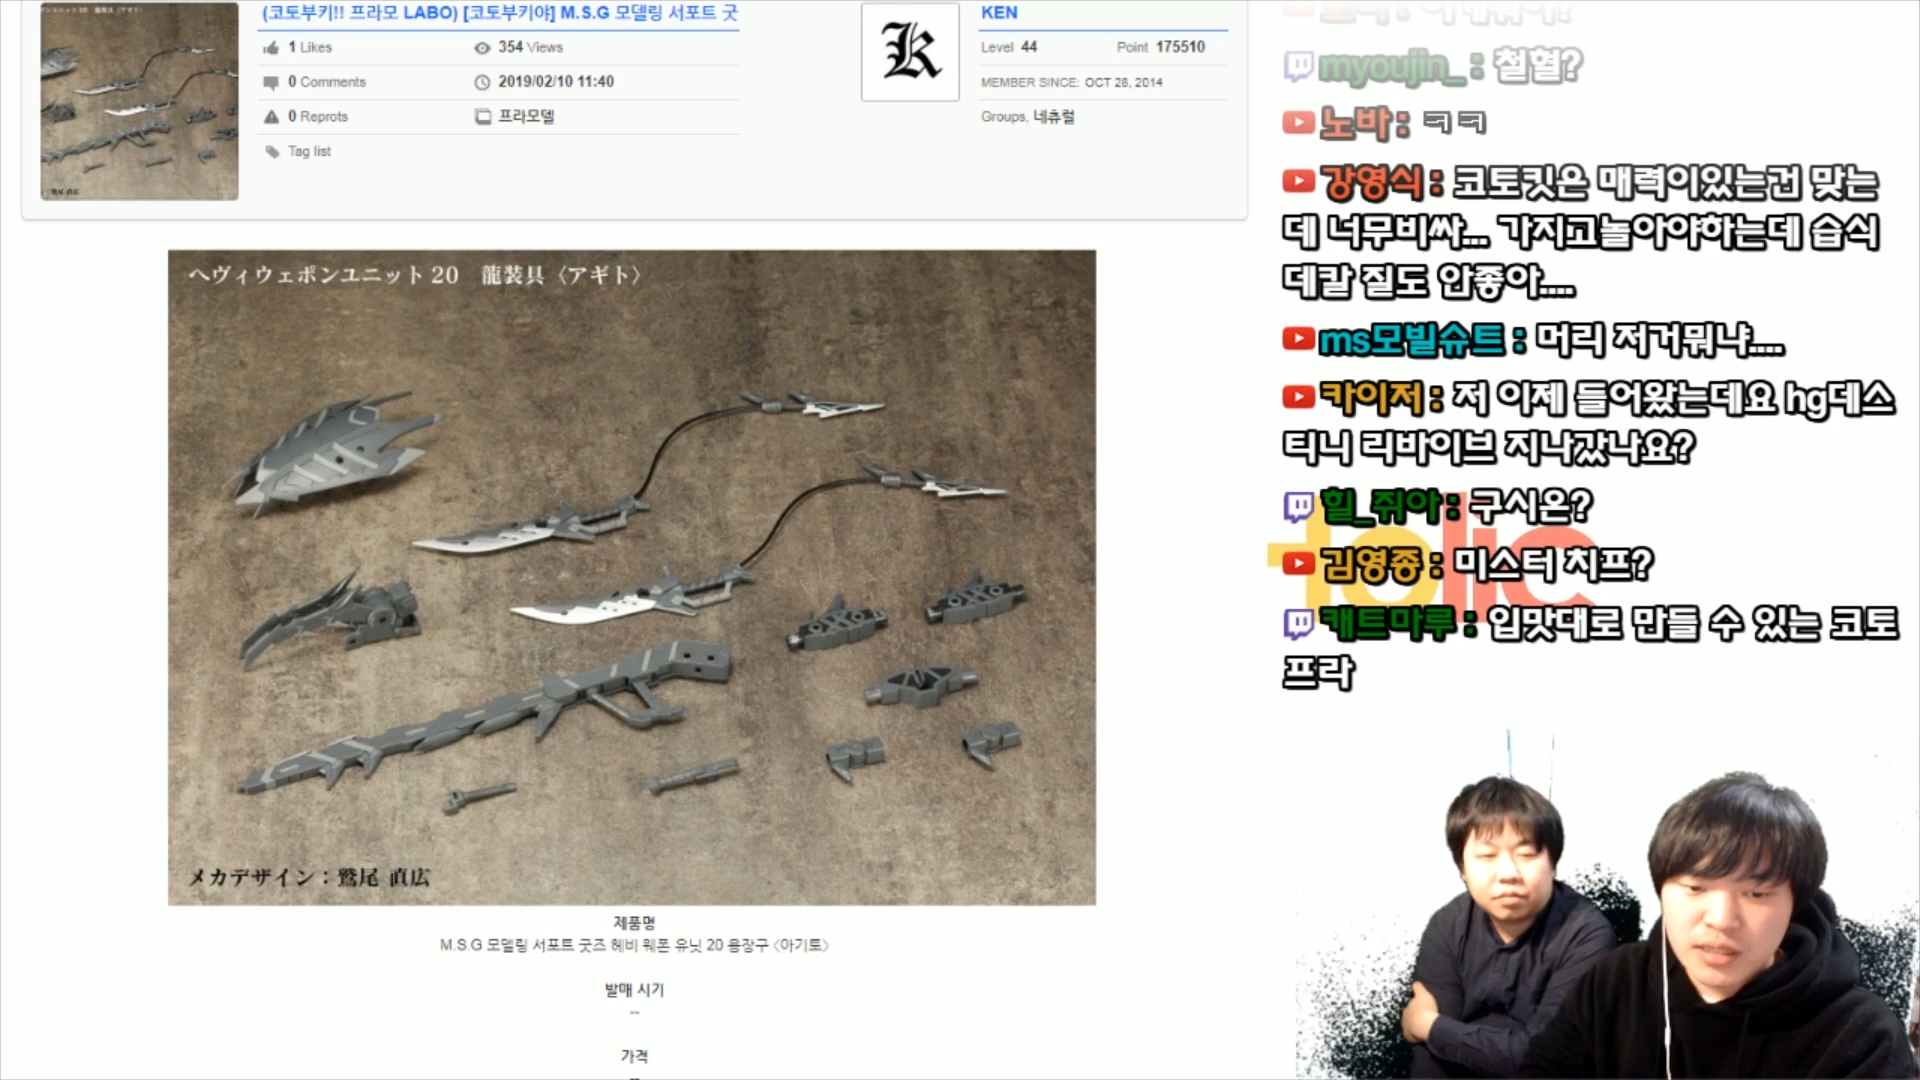 (코토부키!! 프라모 LABO) [코토부키야] M.S.G 모델링 서포트 굿
1 Likes
354 Views
0 Comments
2019/02/10 11:40
0 Reprots
프라모델
Tag list
KEN
Level 44
Point 175510
MEMBER SINCE: OCT 28, 2014
Groups, 네츄럴
ヘヴィウェポンユニット20 龍装具〈アギト〉
メカデザイン：鷲尾 直広
제품명
M.S.G 모델링 서포트 굿즈 헤비 웨폰 유닛 20 용장구 〈아기토〉
발매 시기
--
가격
myoujin_ : 철혈?
노바 : ㅋㅋ
강영식 : 코토킷은 매력이있는건 맞는
데 너무비싸... 가지고놀아야하는데 습식
데칼 질도 안좋아....
ms모빌슈트 : 머리 저거뭐냐....
카이저 : 저 이제 들어왔는데요 hg데스
티니 리바이브 지나갔나요?
힐_쥐아 : 구시온?
김영종 : 미스터 치프?
캐트마루 : 입맛대로 만들 수 있는 코토
프라